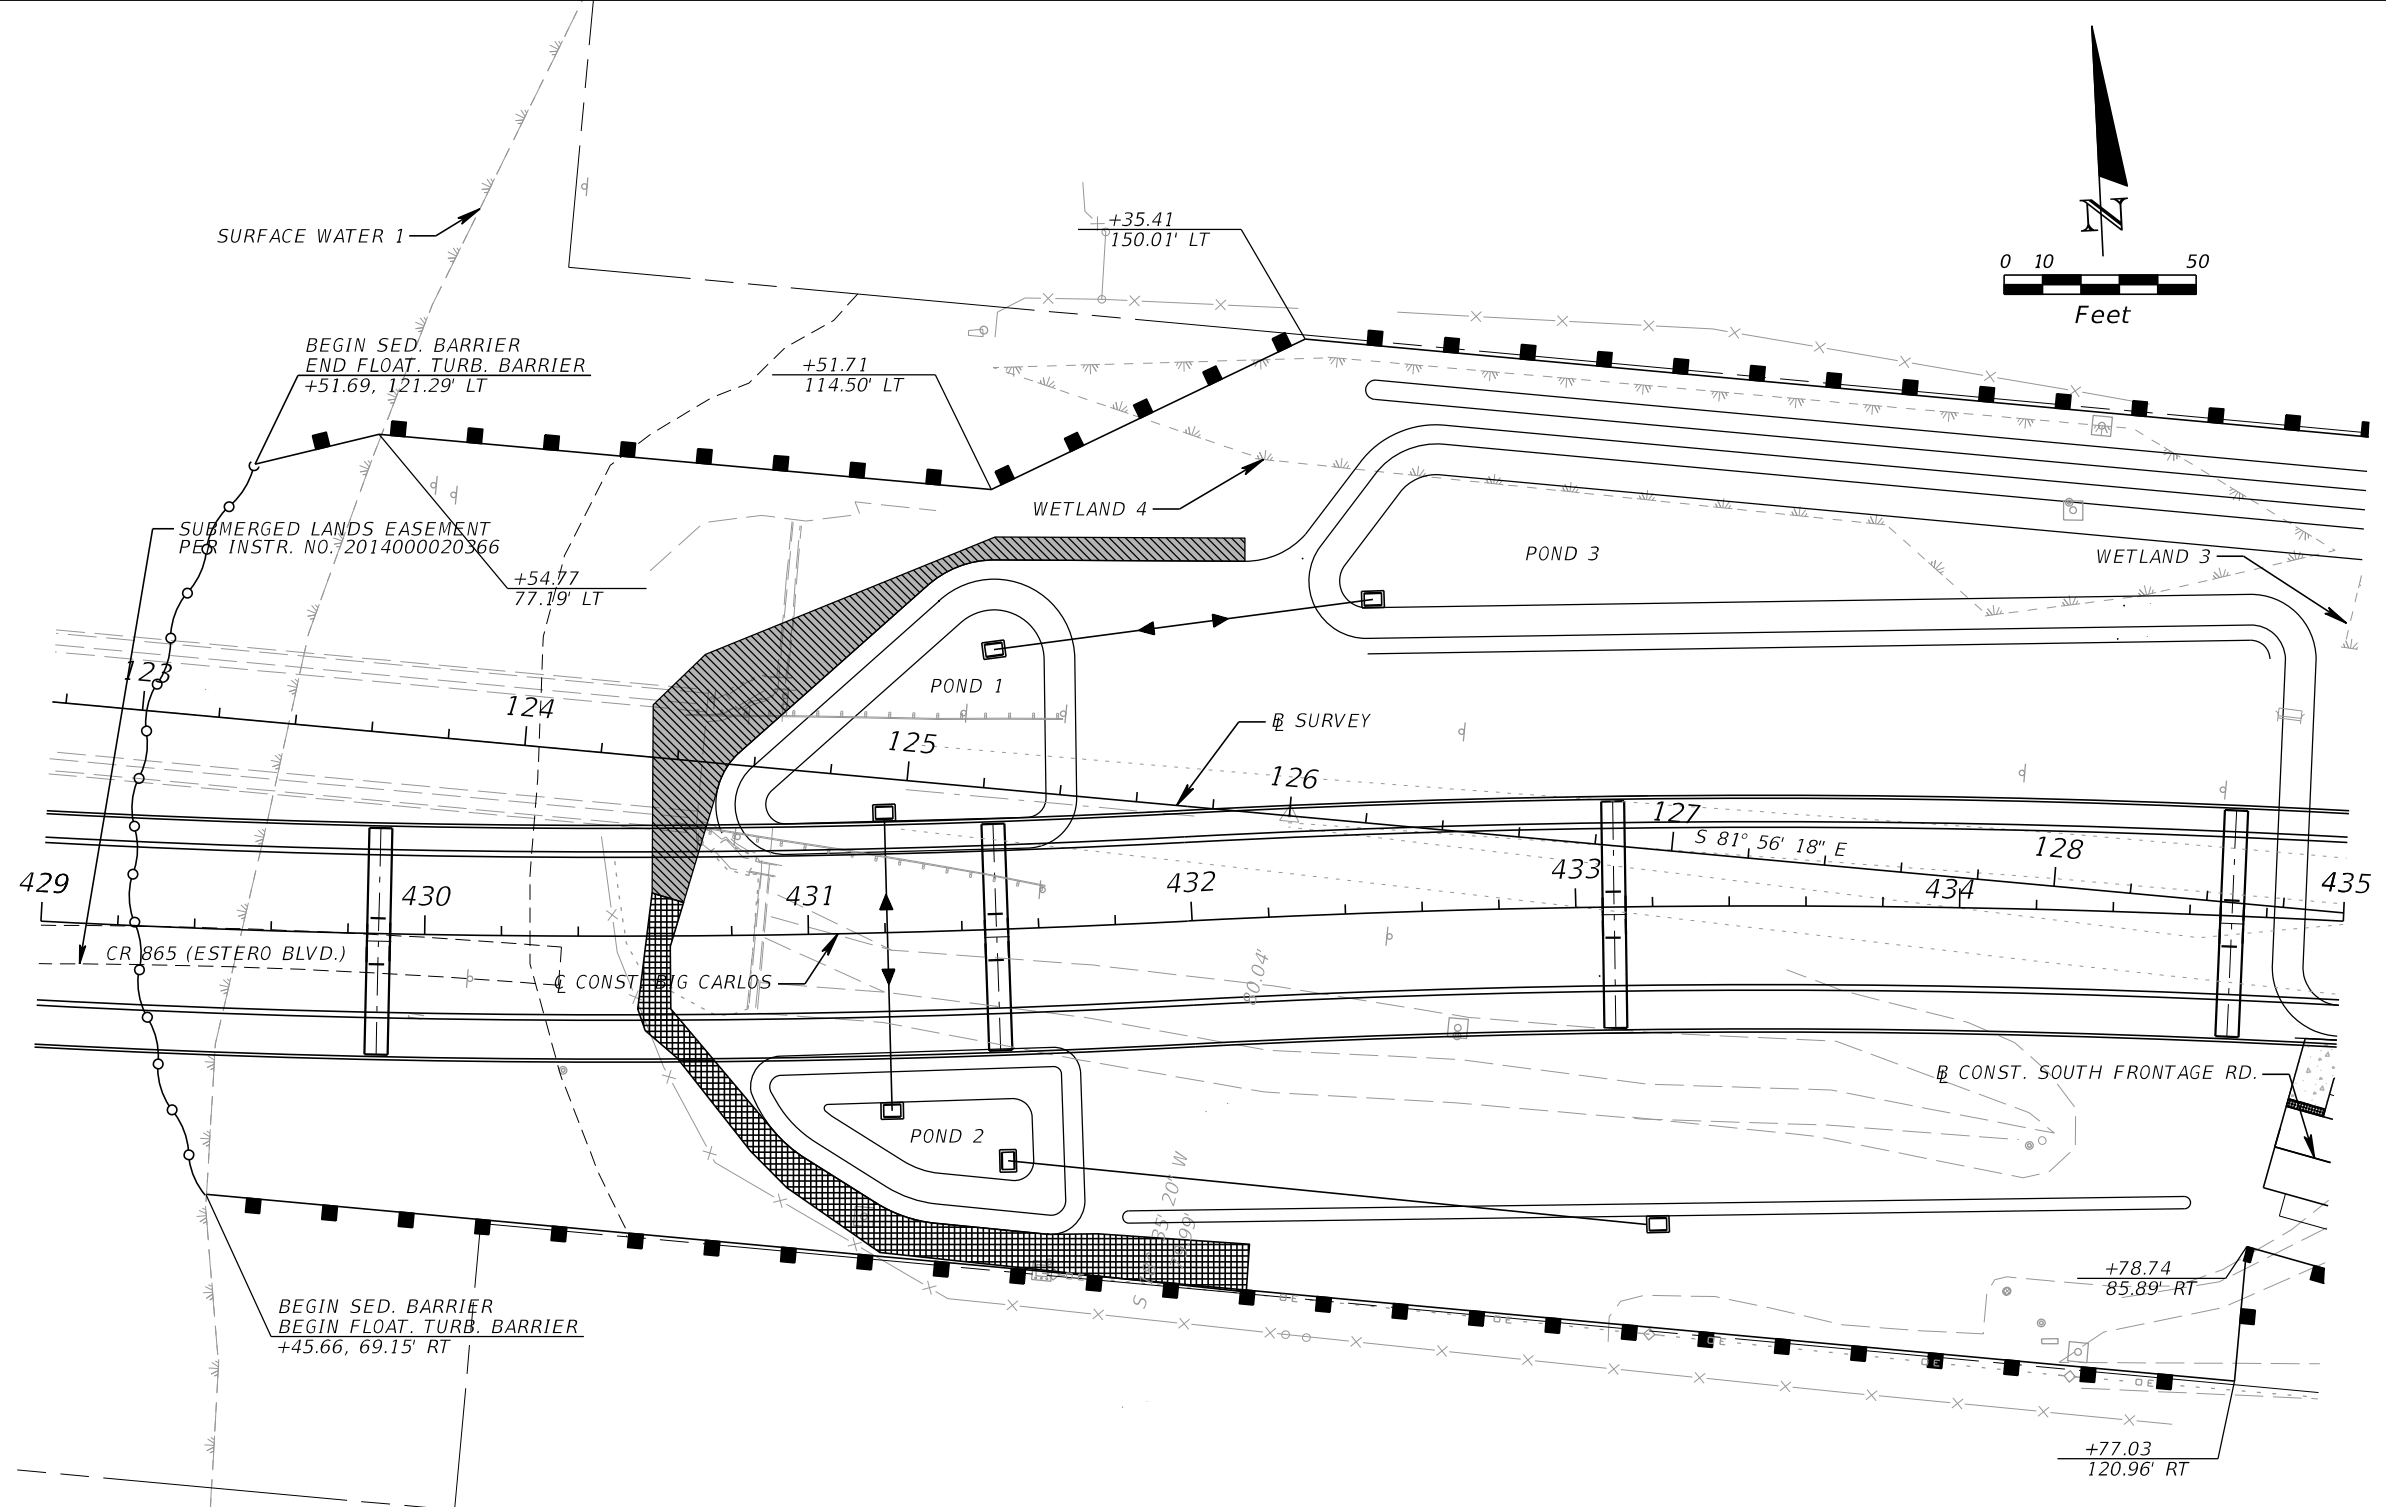 +35.41
150.01' LT
SURFACE WATER 1
N
0 10 50
Feet
BEGIN SED. BARRIER
END FLOAT. TURB. BARRIER
+51.69, 121.29' LT
+51.71
114.50' LT
WETLAND 4
SUBMERGED LANDS EASEMENT
PER INSTR. NO. 2014000020366
POND 3
WETLAND 3
+54.77
77.19' LT
123
124
POND 1
125
BL SURVEY
126
127
S 81° 56' 18" E
128
429
430
431
432
433
434
435
CR 865 (ESTERO BLVD.)
CL CONST. BIG CARLOS
80.04'
BL CONST. SOUTH FRONTAGE RD.
POND 2
+78.74
85.89' RT
BEGIN SED. BARRIER
BEGIN FLOAT. TURB. BARRIER
+45.66, 69.15' RT
+77.03
120.96' RT